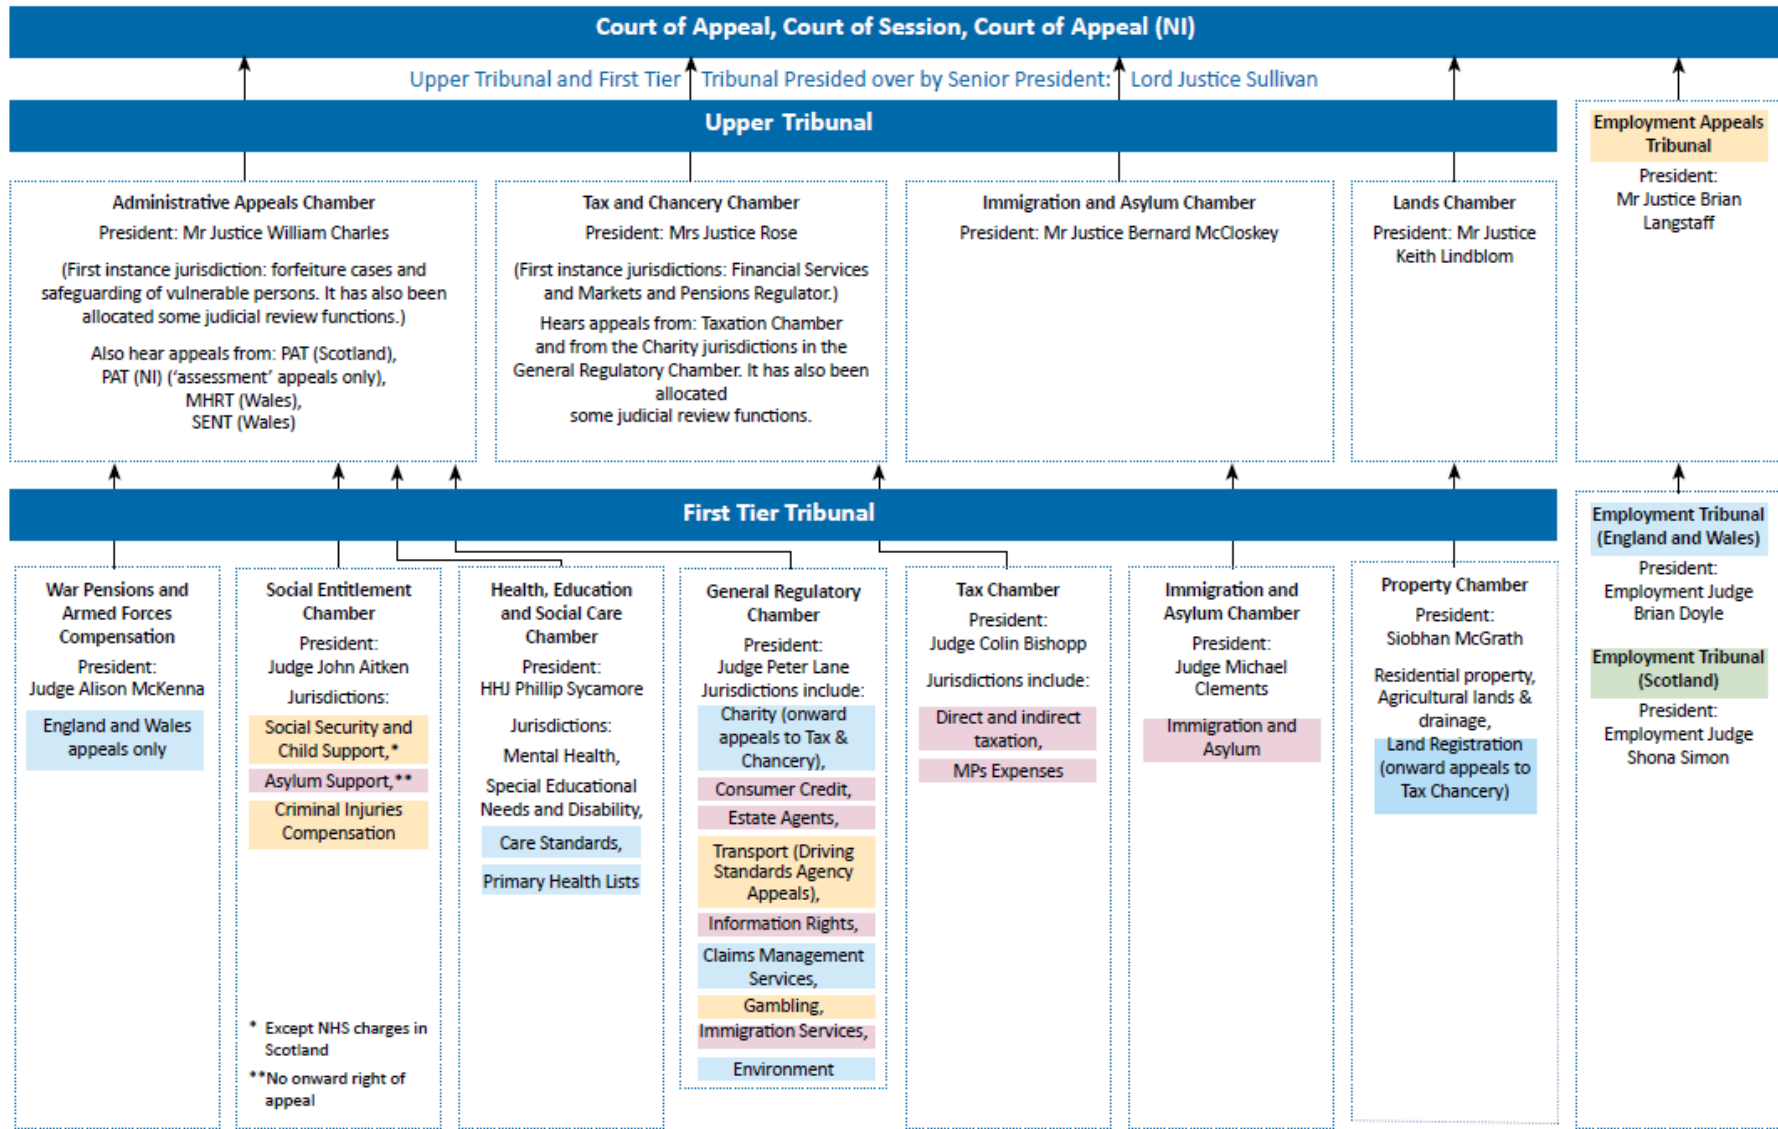 Court of Appeal, Court of Session, Court of Appeal (NI)
Upper Tribunal and First Tier Tribunal Presided over by Senior President: Lord Justice Sullivan
Upper Tribunal
Employment Appeals
Tribunal
President:
Mr Justice Brian
Langstaff
Administrative Appeals Chamber
President: Mr Justice William Charles
(First instance jurisdiction: forfeiture cases and
safeguarding of vulnerable persons. It has also been
allocated some judicial review functions.)
Also hear appeals from: PAT (Scotland),
PAT (NI) (‘assessment’ appeals only),
MHRT (Wales),
SENT (Wales)
Tax and Chancery Chamber
President: Mrs Justice Rose
(First instance jurisdictions: Financial Services
and Markets and Pensions Regulator.)
Hears appeals from: Taxation Chamber
and from the Charity jurisdictions in the
General Regulatory Chamber. It has also been
allocated
some judicial review functions.
Immigration and Asylum Chamber
President: Mr Justice Bernard McCloskey
Lands Chamber
President: Mr Justice
Keith Lindblom
First Tier Tribunal
War Pensions and
Armed Forces
Compensation
President:
Judge Alison McKenna
England and Wales
appeals only
Social Entitlement
Chamber
President:
Judge John Aitken
Jurisdictions:
Social Security and
Child Support,*
Asylum Support,**
Criminal Injuries
Compensation
* Except NHS charges in
Scotland
**No onward right of
appeal
Health, Education
and Social Care
Chamber
President:
HHJ Phillip Sycamore
Jurisdictions:
Mental Health,
Special Educational
Needs and Disability,
Care Standards,
Primary Health Lists
General Regulatory
Chamber
President:
Judge Peter Lane
Jurisdictions include:
Charity (onward
appeals to Tax &
Chancery),
Consumer Credit,
Estate Agents,
Transport (Driving
Standards Agency
Appeals),
Information Rights,
Claims Management
Services,
Gambling,
Immigration Services,
Environment
Tax Chamber
President:
Judge Colin Bishopp
Jurisdictions include:
Direct and indirect
taxation,
MPs Expenses
Immigration and
Asylum Chamber
President:
Judge Michael
Clements
Immigration and
Asylum
Property Chamber
President:
Siobhan McGrath
Residential property,
Agricultural lands &
drainage,
Land Registration
(onward appeals to
Tax Chancery)
Employment Tribunal
(England and Wales)
President:
Employment Judge
Brian Doyle
Employment Tribunal
(Scotland)
President:
Employment Judge
Shona Simon